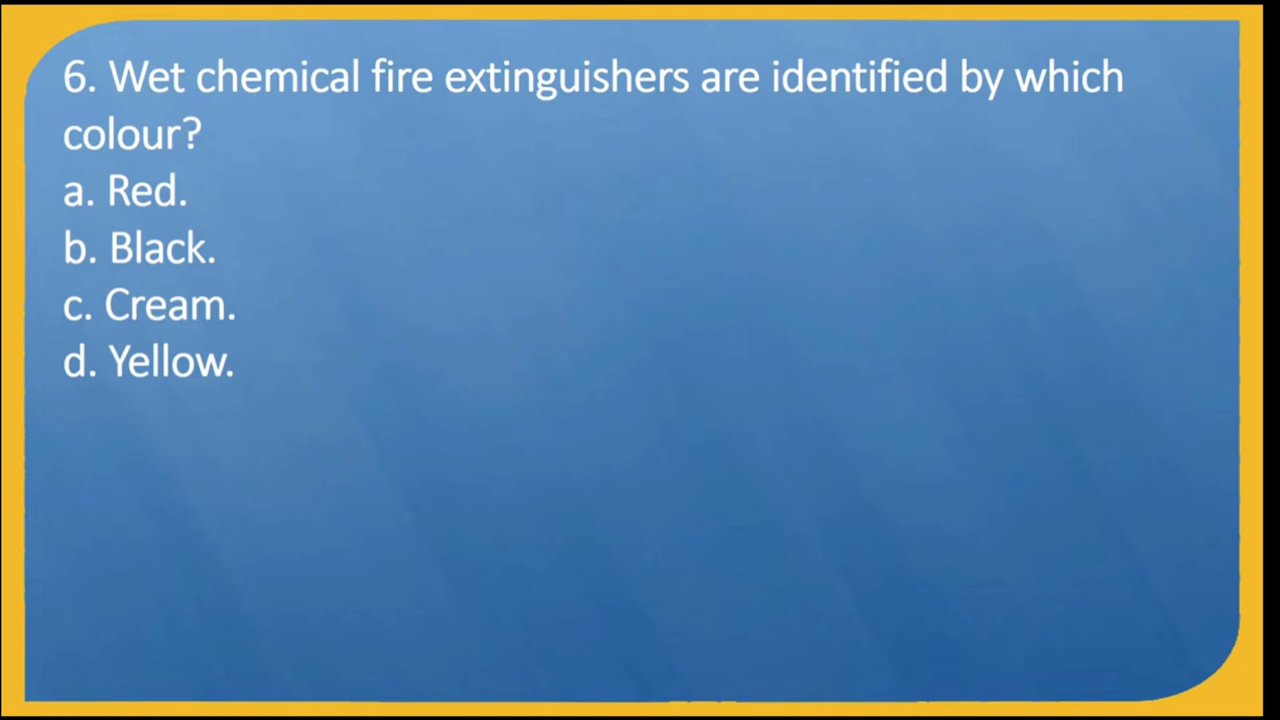 6. Wet chemical fire extinguishers are identified by which
colour?
a. Red.
b. Black.
c. Cream.
d. Yellow.